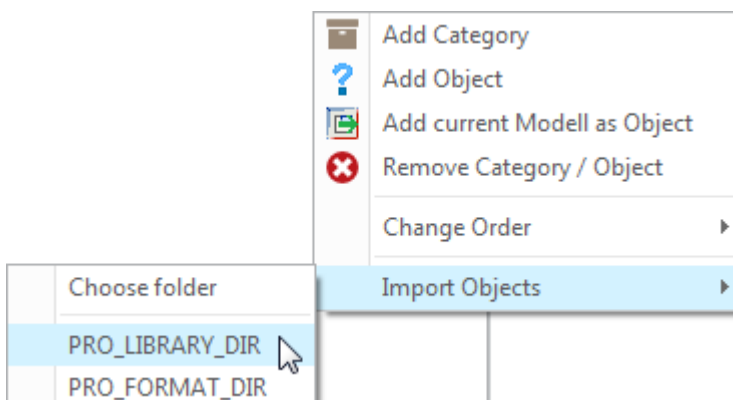 Add Category
Add Object
Add current Modell as Object
Remove Category / Object
Change Order
Import Objects
Choose folder
PRO_LIBRARY_DIR
PRO_FORMAT_DIR